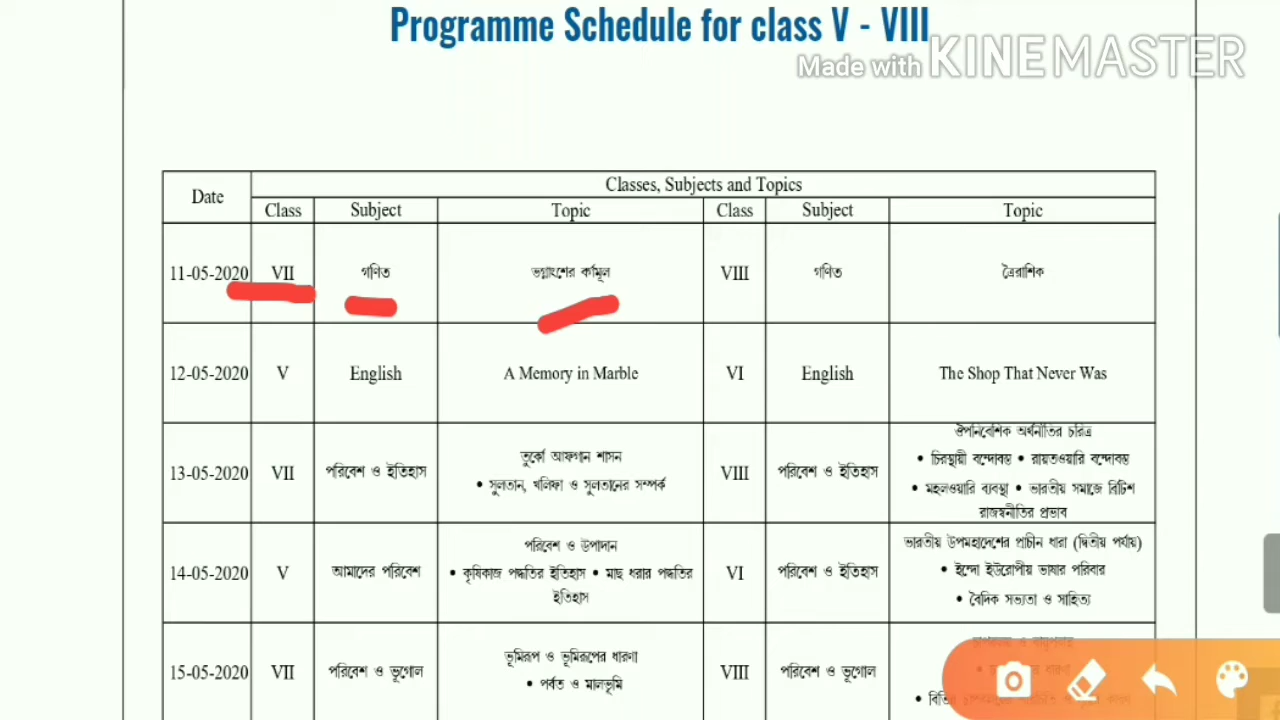 Programme Schedule for class V - VIII
Made with KINEMASTER
Date Classes, Subjects and Topics
Class Subject Topic Class Subject Topic
11-05-2020 VII গণিত ভগ্নাংশের বর্গমূল VIII গণিত ত্রৈরাশিক
12-05-2020 V English A Memory in Marble VI English The Shop That Never Was
13-05-2020 VII পরিবেশ ও ইতিহাস
তুর্কো আফগান শাসন
• সুলতান, খলিফা ও সুলতানের সম্পর্ক
VIII পরিবেশ ও ইতিহাস
ঔপনিবেশিক অর্থনীতির চরিত্র
• চিরস্থায়ী বন্দোবস্ত • রায়তওয়ারি বন্দোবস্ত
• মহলওয়ারি ব্যবস্থা • ভারতীয় সমাজে ব্রিটিশ
রাজস্বনীতির প্রভাব
14-05-2020 V আমাদের পরিবেশ
পরিবেশ ও উপাদান
• কৃষিকাজ পদ্ধতির ইতিহাস • মাছ ধরার পদ্ধতির
ইতিহাস
VI পরিবেশ ও ইতিহাস
ভারতীয় উপমহাদেশের প্রাচীন ধারা (দ্বিতীয় পর্যায়)
• ইন্দো ইউরোপীয় ভাষার পরিবার
• বৈদিক সভ্যতা ও সাহিত্য
15-05-2020 VII পরিবেশ ও ভূগোল
ভূমিরূপ ও ভূমিরূপের ধারণা
• পর্বত ও মালভূমি
VIII পরিবেশ ও ভূগোল